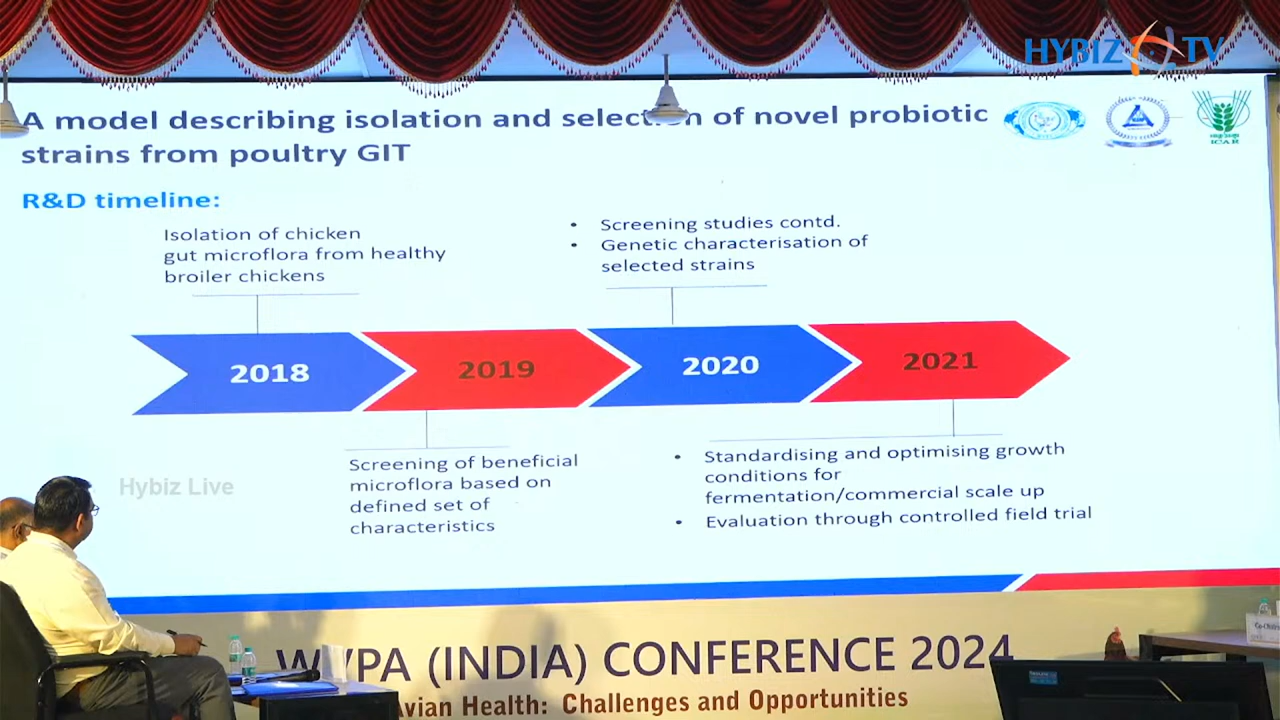 HYBIZ TV
A model describing isolation and selection of novel probiotic
strains from poultry GIT
ICAR
R&D timeline:
Isolation of chicken
gut microflora from healthy
broiler chickens
• Screening studies contd.
• Genetic characterisation of
selected strains
2018
2019
2020
2021
Screening of beneficial
microflora based on
defined set of
characteristics
• Standardising and optimising growth
conditions for
fermentation/commercial scale up
• Evaluation through controlled field trial
Hybiz Live
(INDIA) CONFERENCE 2024
Avian Health: Challenges and Opportunities